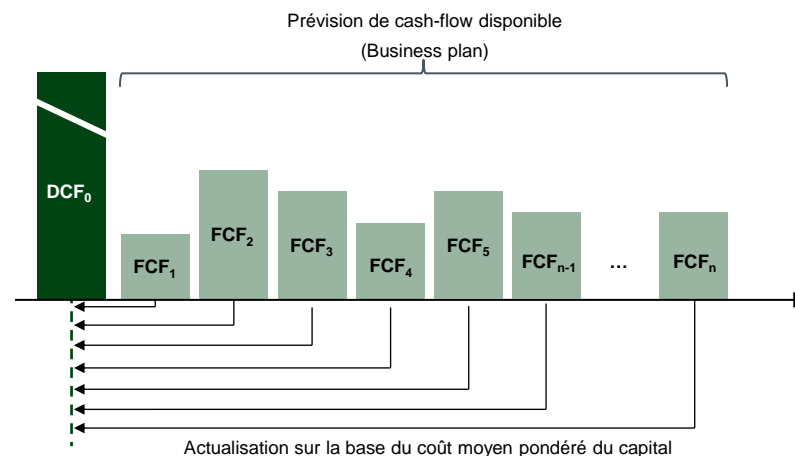 Prévision de cash-flow disponible
(Business plan)
DCF₀
FCF₁
FCF₂
FCF₃
FCF₄
FCF₅
FCFₙ₋₁
...
FCFₙ
Actualisation sur la base du coût moyen pondéré du capital